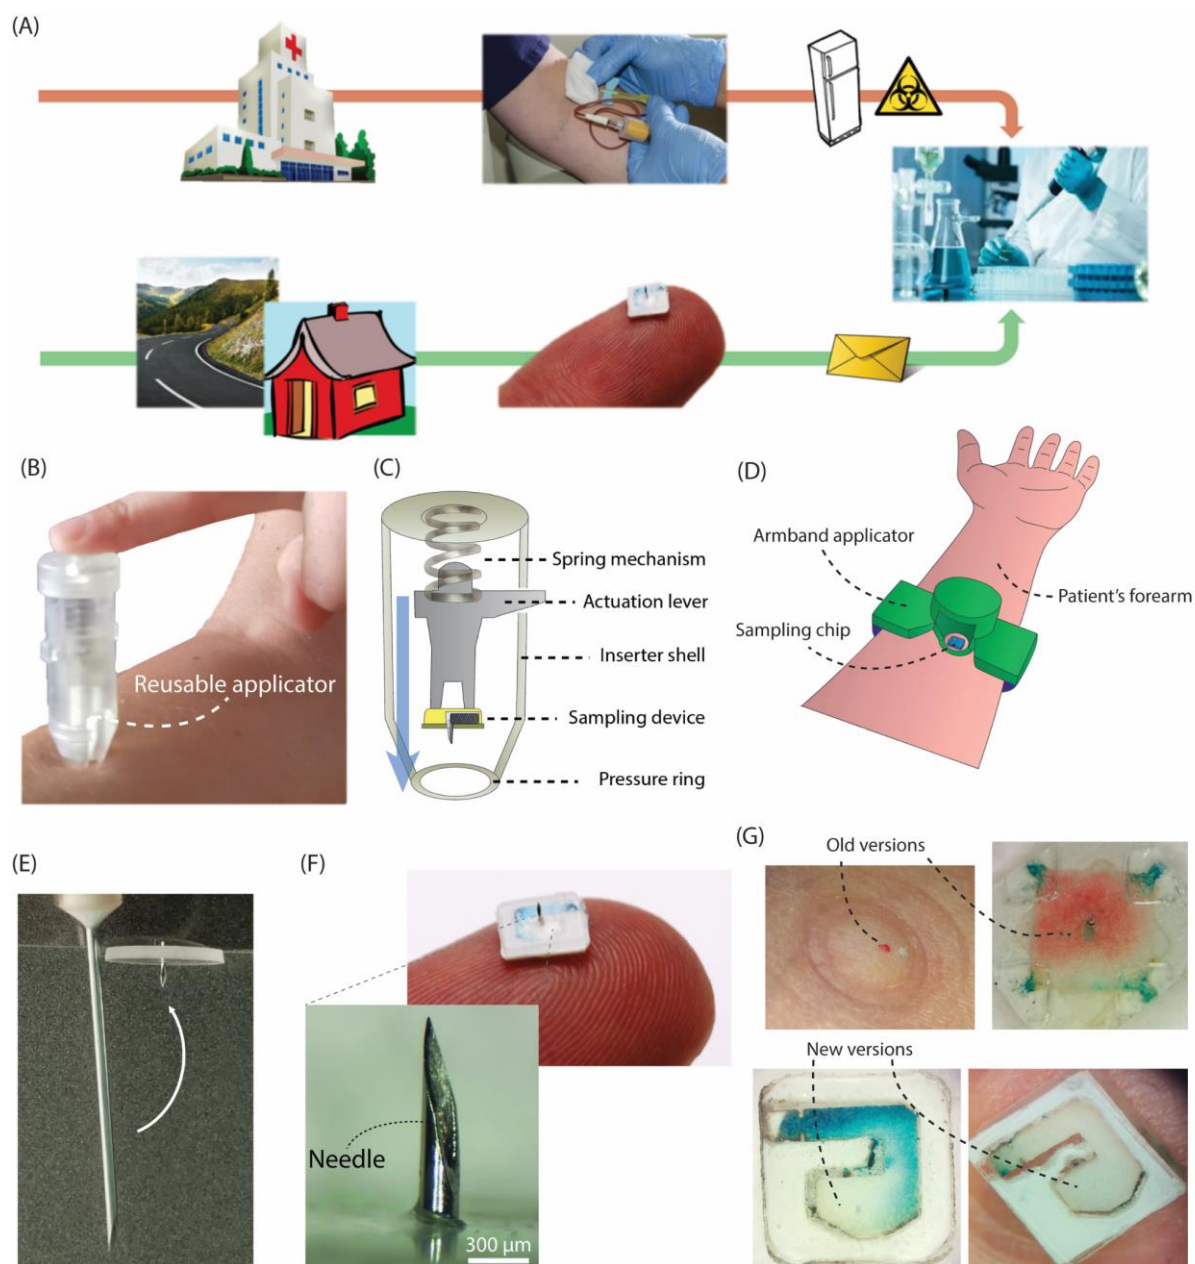 (A)
(B)
Reusable applicator
(C)
Spring mechanism
Actuation lever
Inserter shell
Sampling device
Pressure ring
(D)
Armband applicator
Patient's forearm
Sampling chip
(E)
(F)
Needle
300 µm
(G)
Old versions
New versions